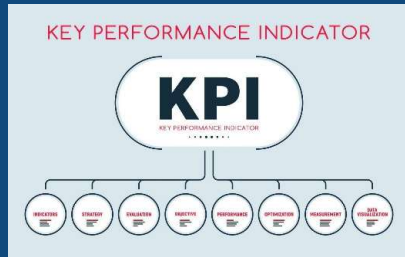 KEY PERFORMANCE INDICATOR
KPI
KEY PERFORMANCE INDICATOR
INDICATORS
STRATEGY
EVALUATION
OBJECTIVE
PERFORMANCE
OPTIMIZATION
MEASUREMENT
DATA
VISUALIZATION